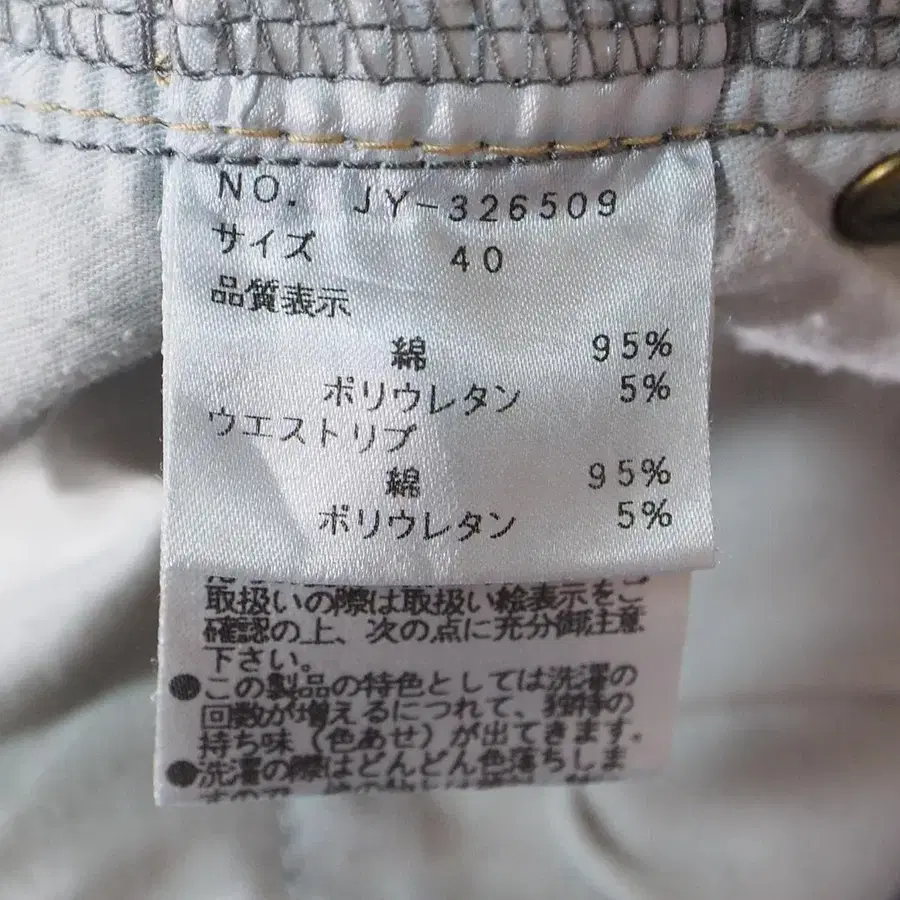 NO. JY-326509
サイズ 40
品質表示
綿 95%
ポリウレタン 5%
ウエストリブ
綿 95%
ポリウレタン 5%
取扱いの際は取扱い絵表示をご
確認の上、次の点に充分御注意
下さい。
●この製品の特色としては洗濯の
回数が増えるにつれて、独特の
持ち味（色あせ）が出てきます。
●洗濯の際はどんどん色落ちしま
すので、